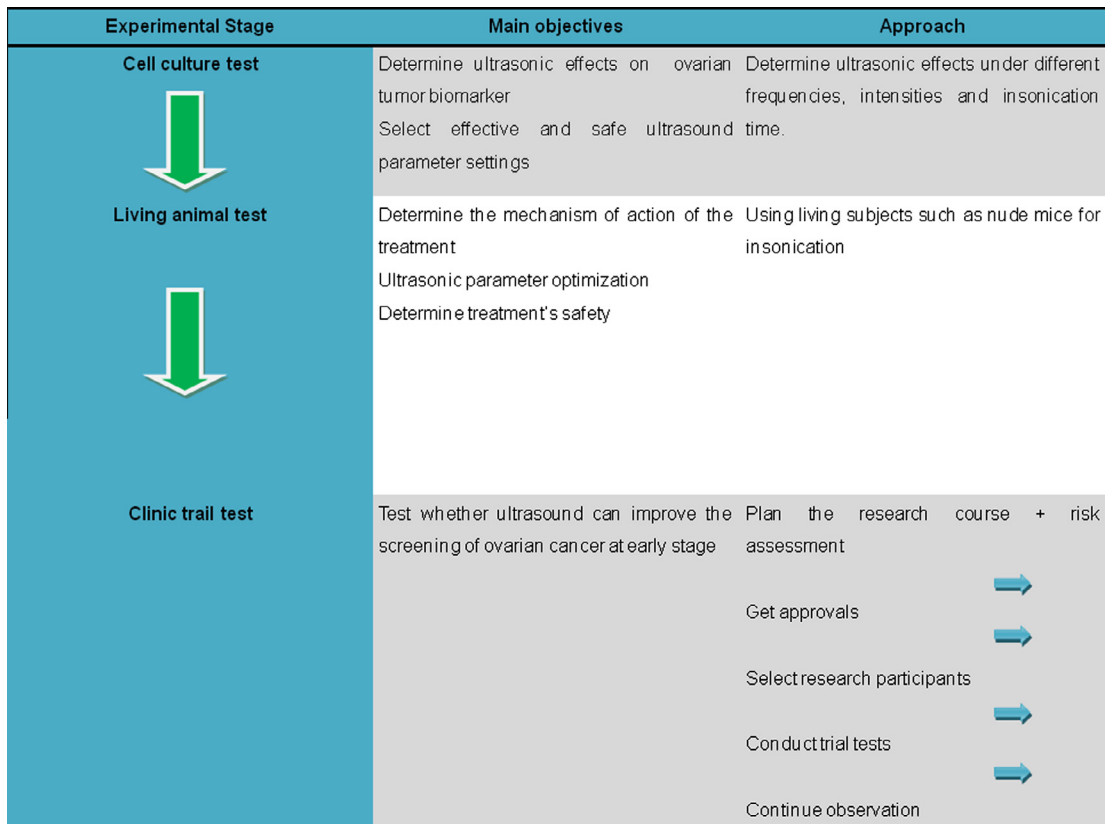 Experimental Stage
Main objectives
Approach
Cell culture test
Determine ultrasonic effects on ovarian
tumor biomarker
Select effective and safe ultrasound
parameter settings
Determine ultrasonic effects under different
frequencies, intensities and insonication
time.
Living animal test
Determine the mechanism of action of the
treatment
Ultrasonic parameter optimization
Determine treatment's safety
Using living subjects such as nude mice for
insonication
Clinic trail test
Test whether ultrasound can improve the
screening of ovarian cancer at early stage
Plan the research course + risk
assessment
Get approvals
Select research participants
Conduct trial tests
Continue observation